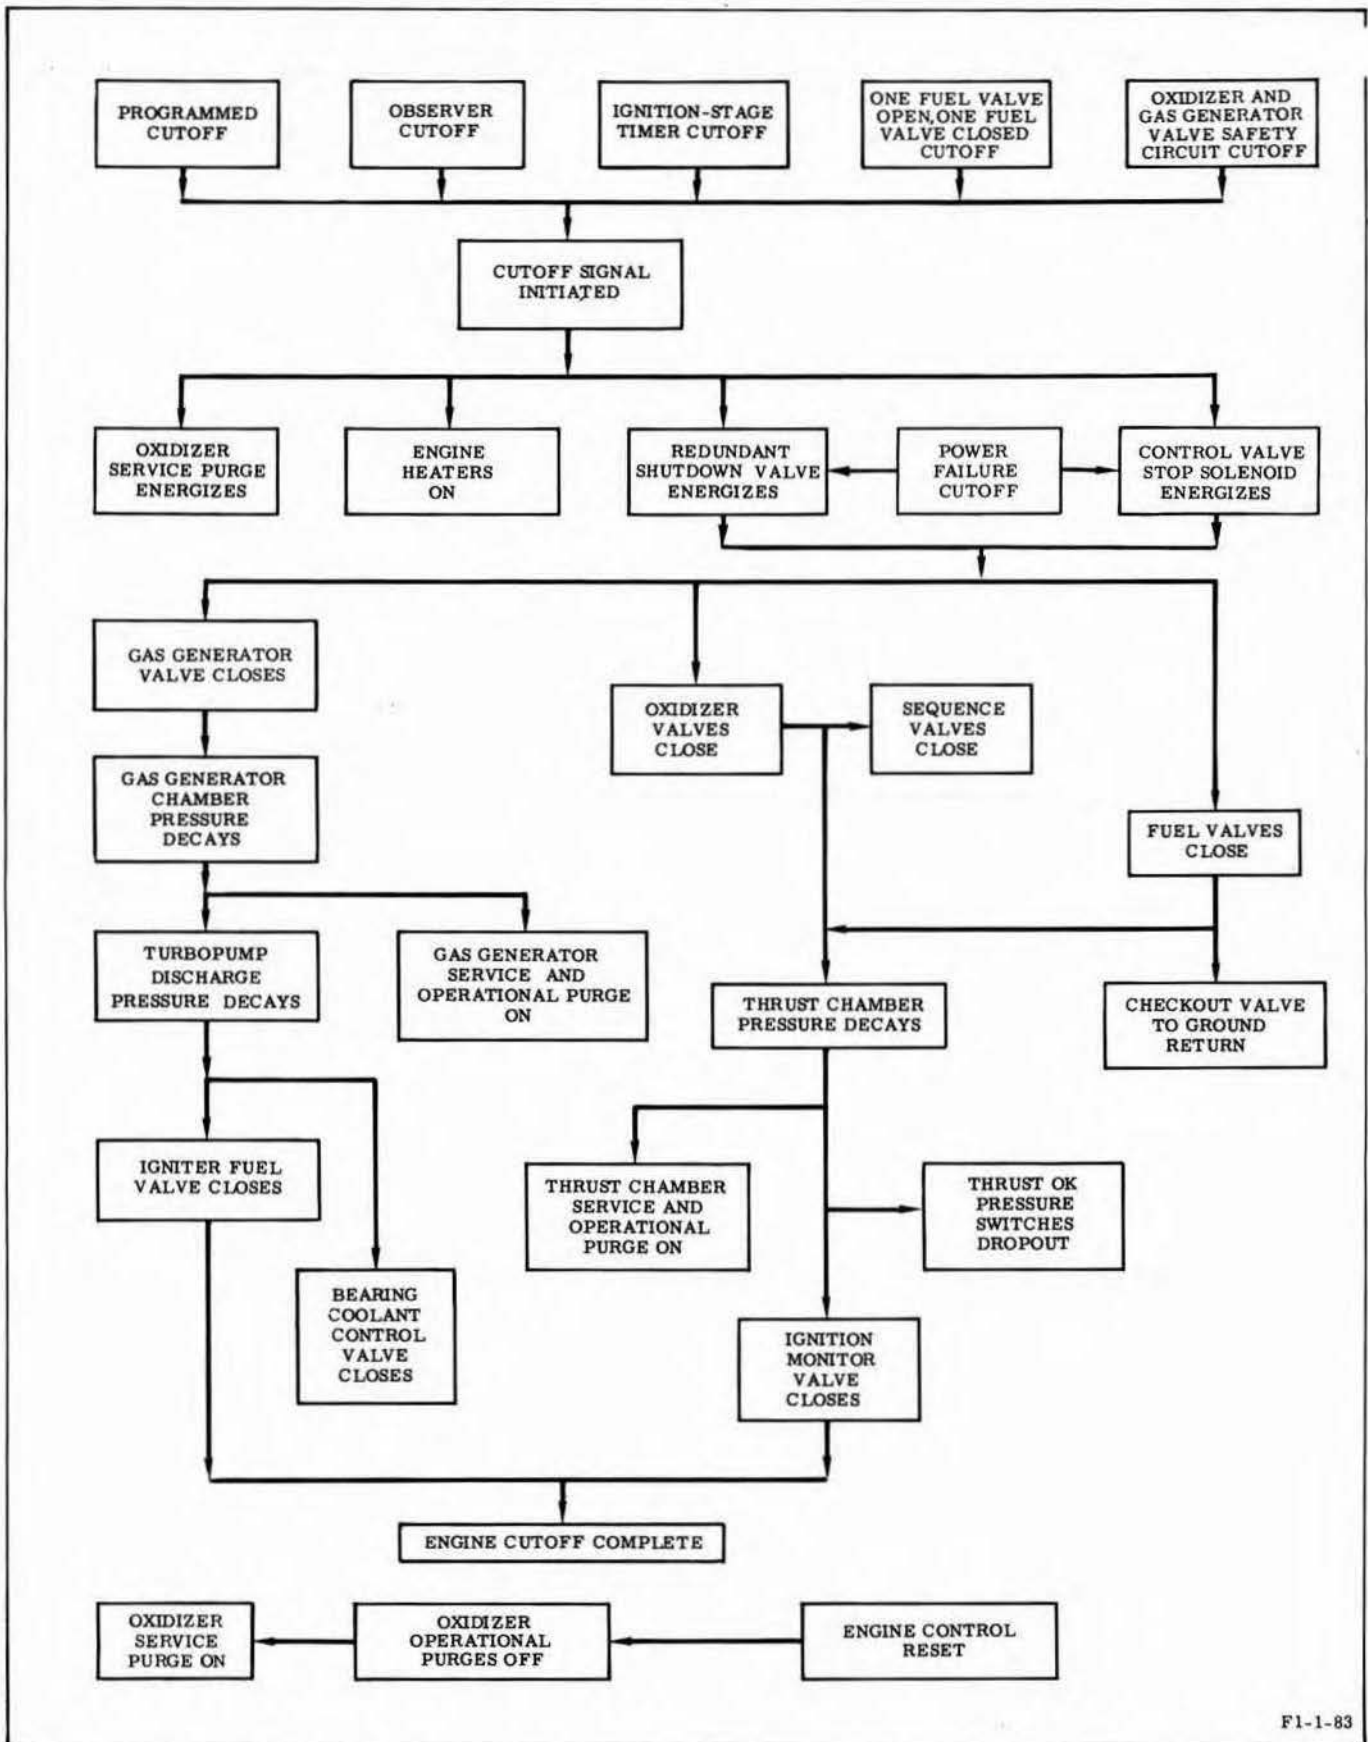 PROGRAMMED
CUTOFF
OBSERVER
CUTOFF
IGNITION-STAGE
TIMER CUTOFF
ONE FUEL VALVE
OPEN, ONE FUEL
VALVE CLOSED
CUTOFF
OXIDIZER AND
GAS GENERATOR
VALVE SAFETY
CIRCUIT CUTOFF
CUTOFF SIGNAL
INITIATED
OXIDIZER
SERVICE PURGE
ENERGIZES
ENGINE
HEATERS
ON
REDUNDANT
SHUTDOWN VALVE
ENERGIZES
POWER
FAILURE
CUTOFF
CONTROL VALVE
STOP SOLENOID
ENERGIZES
GAS GENERATOR
VALVE CLOSES
OXIDIZER
VALVES
CLOSE
SEQUENCE
VALVES
CLOSE
GAS GENERATOR
CHAMBER
PRESSURE
DECAYS
FUEL VALVES
CLOSE
TURBOPUMP
DISCHARGE
PRESSURE DECAYS
GAS GENERATOR
SERVICE AND
OPERATIONAL PURGE
ON
THRUST CHAMBER
PRESSURE DECAYS
CHECKOUT VALVE
TO GROUND
RETURN
IGNITER FUEL
VALVE CLOSES
THRUST CHAMBER
SERVICE AND
OPERATIONAL
PURGE ON
THRUST OK
PRESSURE
SWITCHES
DROPOUT
BEARING
COOLANT
CONTROL
VALVE
CLOSES
IGNITION
MONITOR
VALVE
CLOSES
ENGINE CUTOFF COMPLETE
OXIDIZER
SERVICE
PURGE ON
OXIDIZER
OPERATIONAL
PURGES OFF
ENGINE CONTROL
RESET
F1-1-83